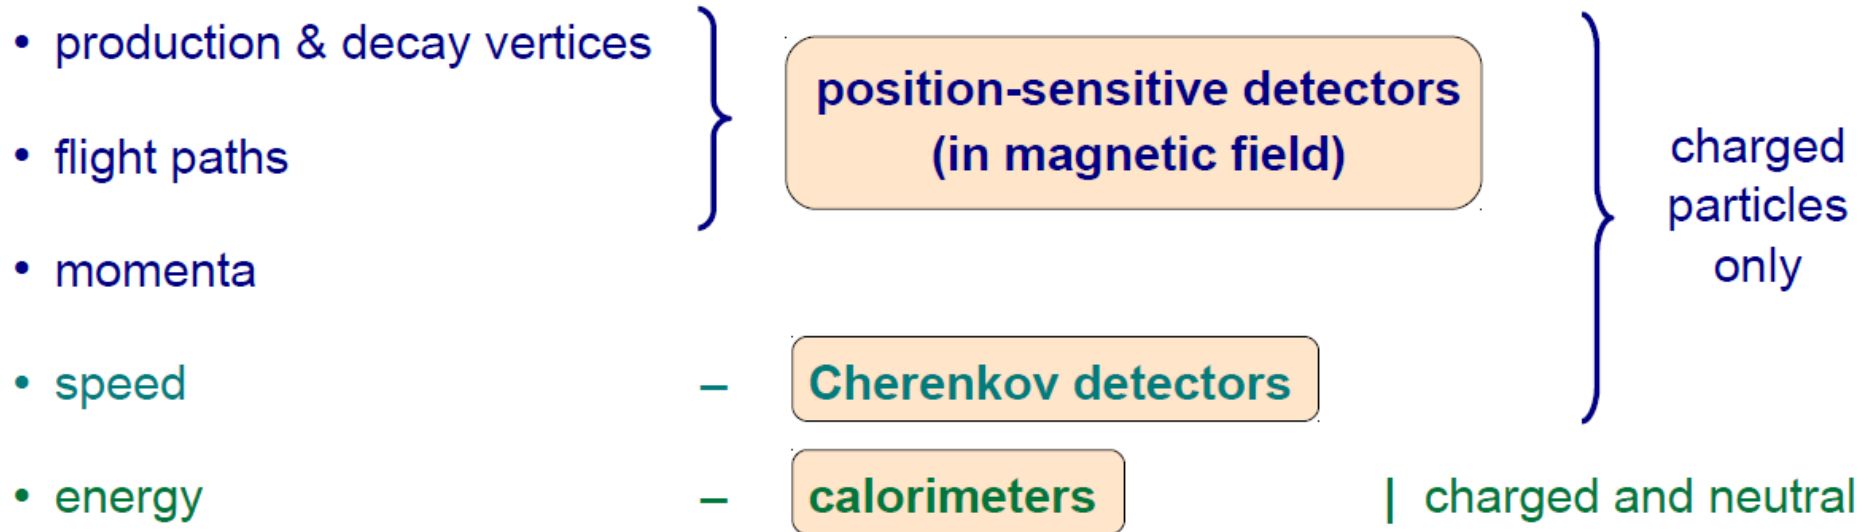 • production & decay vertices
position-sensitive detectors
(in magnetic field)
• flight paths
charged
particles
only
• momenta
• speed – Cherenkov detectors
• energy – calorimeters | charged and neutral